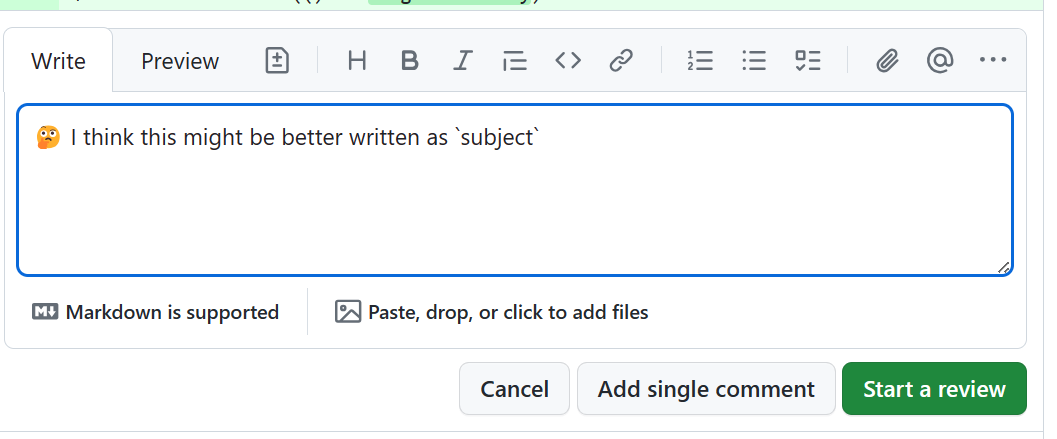 Write Preview
🤔 I think this might be better written as `subject`
Markdown is supported Paste, drop, or click to add files
Cancel Add single comment Start a review